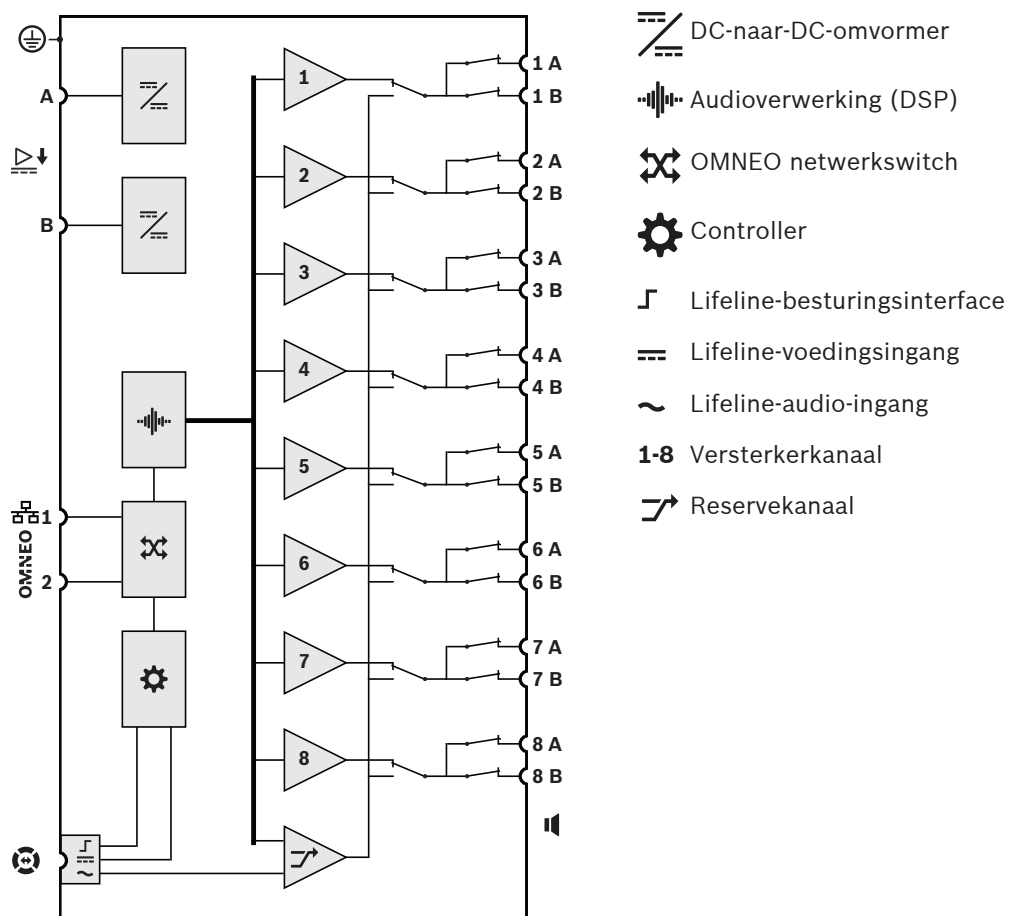 A
B
OMNEO
1
2
1
2
3
4
5
6
7
8
1 A
1 B
2 A
2 B
3 A
3 B
4 A
4 B
5 A
5 B
6 A
6 B
7 A
7 B
8 A
8 B
DC-naar-DC-omvormer
Audioverwerking (DSP)
OMNEO netwerkswitch
Controller
Lifeline-besturingsinterface
Lifeline-voedingsingang
Lifeline-audio-ingang
1-8 Versterkerkanaal
Reservekanaal